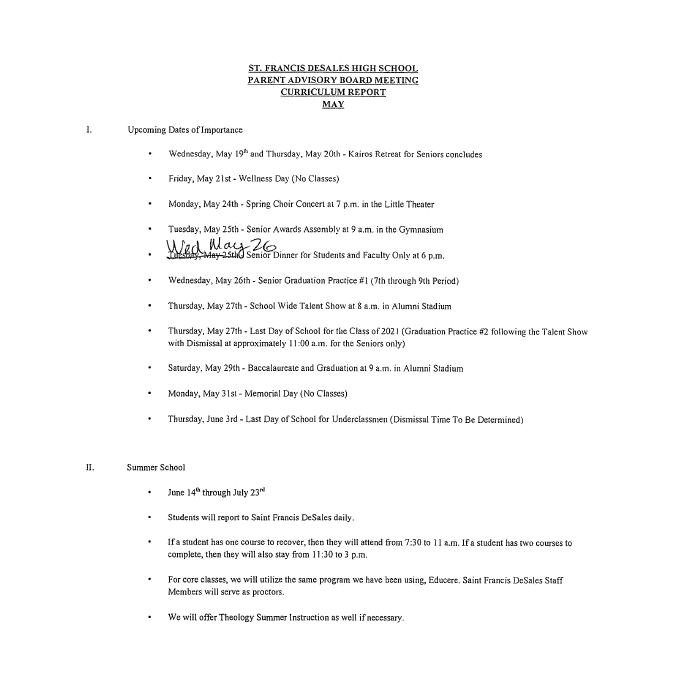 ST. FRANCIS DESALES HIGH SCHOOL
PARENT ADVISORY BOARD MEETING
CURRICULUM REPORT
MAY
I. Upcoming Dates of Importance
• Wednesday, May 19th and Thursday, May 20th - Kairos Retreat for Seniors concludes
• Friday, May 21st - Wellness Day (No Classes)
• Monday, May 24th - Spring Choir Concert at 7 p.m. in the Little Theater
• Tuesday, May 25th - Senior Awards Assembly at 9 a.m. in the Gymnasium
Wed May 26
• Tuesday, May 25th Senior Dinner for Students and Faculty Only at 6 p.m.
• Wednesday, May 26th - Senior Graduation Practice #1 (7th through 9th Period)
• Thursday, May 27th - School Wide Talent Show at 8 a.m. in Alumni Stadium
• Thursday, May 27th - Last Day of School for the Class of 2021 (Graduation Practice #2 following the Talent Show
with Dismissal at approximately 11:00 a.m. for the Seniors only)
• Saturday, May 29th - Baccalaureate and Graduation at 9 a.m. in Alumni Stadium
• Monday, May 31st - Memorial Day (No Classes)
• Thursday, June 3rd - Last Day of School for Underclassmen (Dismissal Time To Be Determined)
II. Summer School
• June 14th through July 23rd
• Students will report to Saint Francis DeSales daily.
• If a student has one course to recover, then they will attend from 7:30 to 11 a.m. If a student has two courses to
complete, then they will also stay from 11:30 to 3 p.m.
• For core classes, we will utilize the same program we have been using, Educere. Saint Francis DeSales Staff
Members will serve as proctors.
• We will offer Theology Summer Instruction as well if necessary.